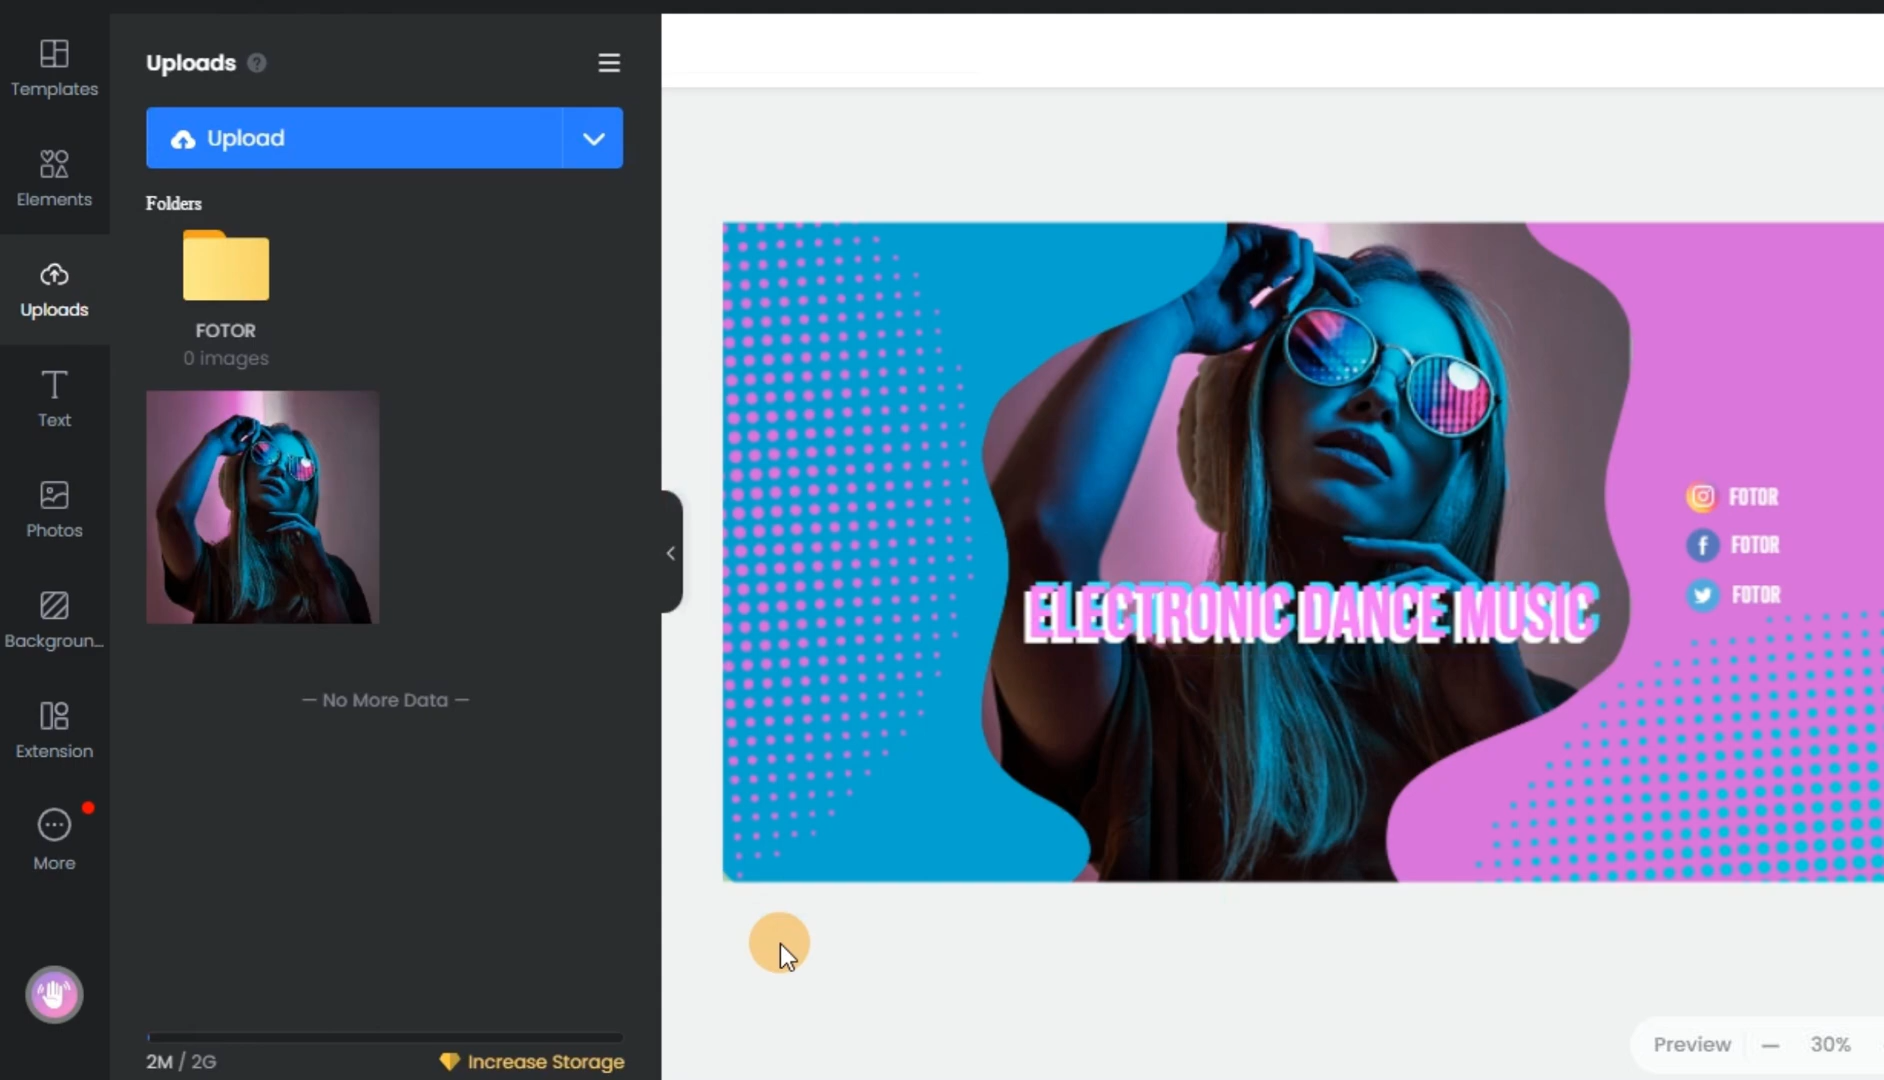 Templates
Elements
Uploads
Text
Photos
Backgroun...
Extension
More
Uploads ?
Upload
Folders
FOTOR
0 images
— No More Data —
2M / 2G
Increase Storage
ELECTRONIC DANCE MUSIC
FOTOR
f FOTOR
FOTOR
Preview — 30%